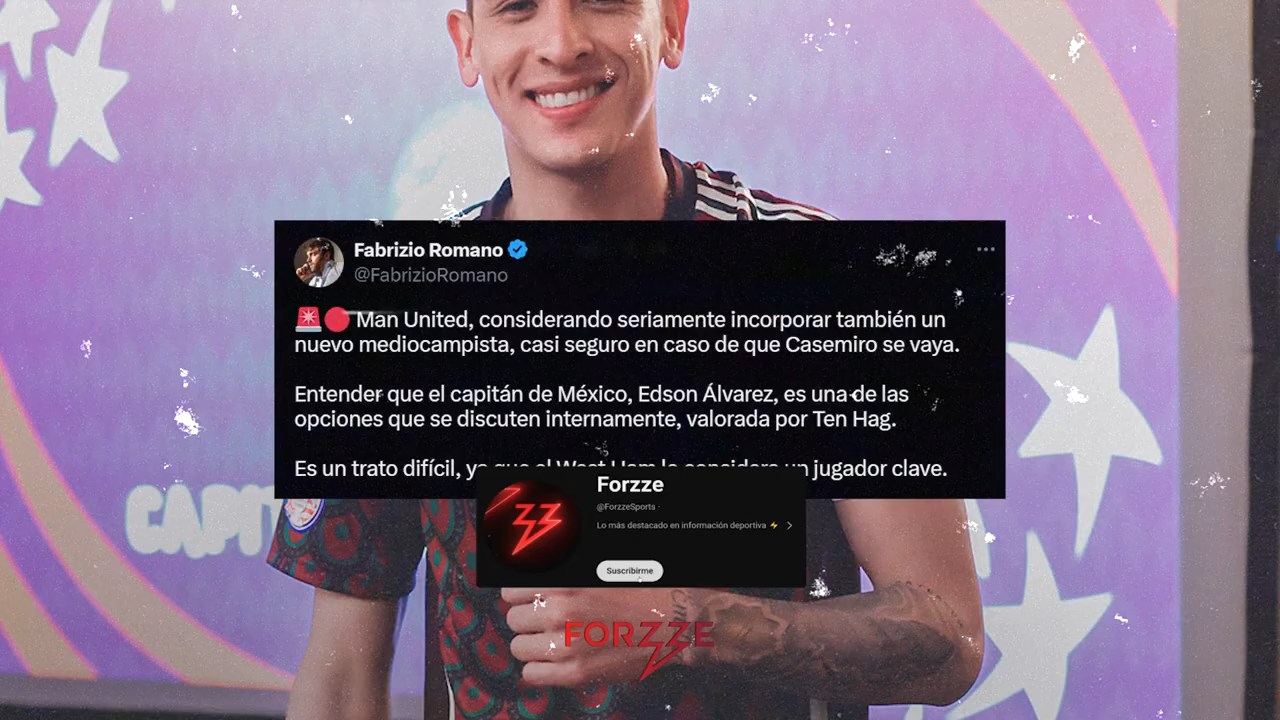 Fabrizio Romano
@FabrizioRomano
Man United, considerando seriamente incorporar también un
nuevo mediocampista, casi seguro en caso de que Casemiro se vaya.
Entender que el capitán de México, Edson Álvarez, es una de las
opciones que se discuten internamente, valorada por Ten Hag.
Es un trato difícil, ya que el West Ham lo considera un jugador clave.
Forzze
@ForzzeSports ·
Lo más destacado en información deportiva
Suscribirme
CAPIT
FORZZE